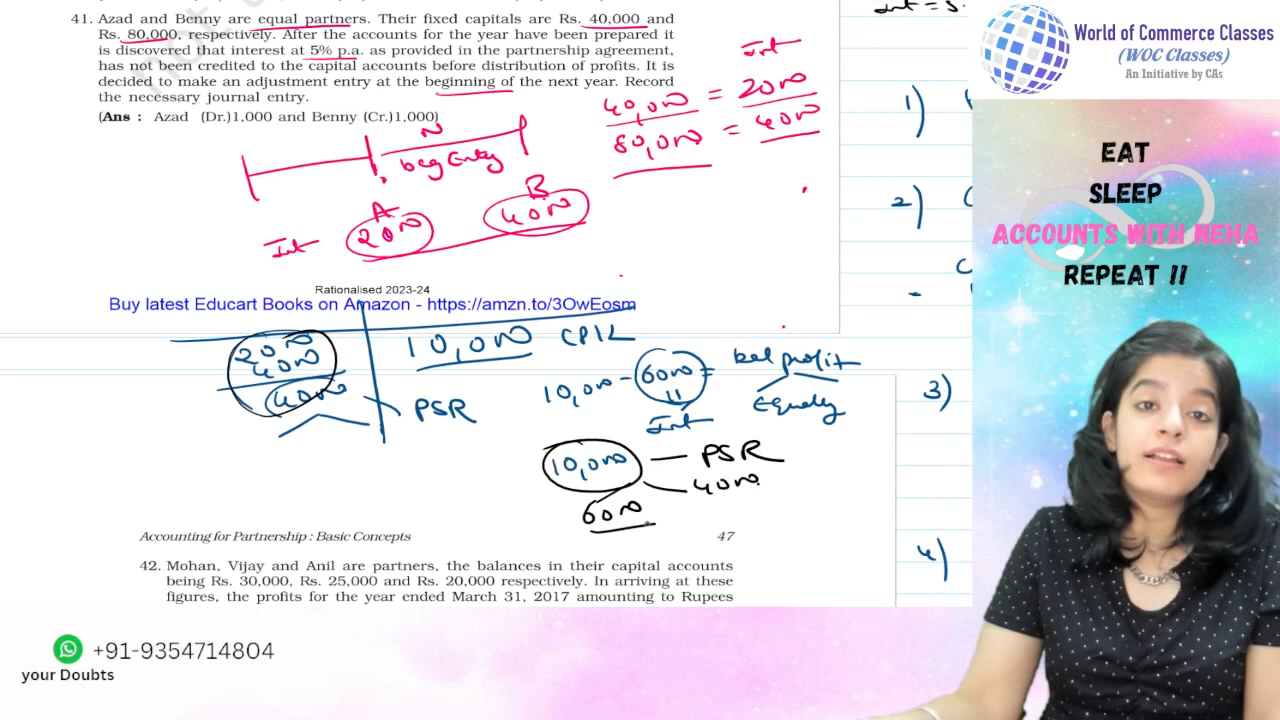 41. Azad and Benny are equal partners. Their fixed capitals are Rs. 40,000 and
Rs. 80,000, respectively. After the accounts for the year have been prepared it
is discovered that interest at 5% p.a. as provided in the partnership agreement,
has not been credited to the capital accounts before distribution of profits. It is
decided to make an adjustment entry at the beginning of the next year. Record
the necessary journal entry.
(Ans : Azad (Dr.)1,000 and Benny (Cr.)1,000)
Int
40,000 = 2000
80,000 = 4000
N
beg Entry
A B
Int 2000 4000
Rationalised 2023-24
Buy latest Educart Books on Amazon - https://amzn.to/3OwEosm
2000
4000
4000
10,000 CPIL
PSR
10,000 - 6000 = bal profit
Int Equally
10,000 — PSR
4000
6000
Accounting for Partnership : Basic Concepts 47
42. Mohan, Vijay and Anil are partners, the balances in their capital accounts
being Rs. 30,000, Rs. 25,000 and Rs. 20,000 respectively. In arriving at these
figures, the profits for the year ended March 31, 2017 amounting to Rupees
1)
2)
3)
4)
World of Commerce Classes
(WOC Classes)
An Initiative by CAs
EAT
SLEEP
ACCOUNTS WITH NEHA
REPEAT !!
+91-9354714804
your Doubts